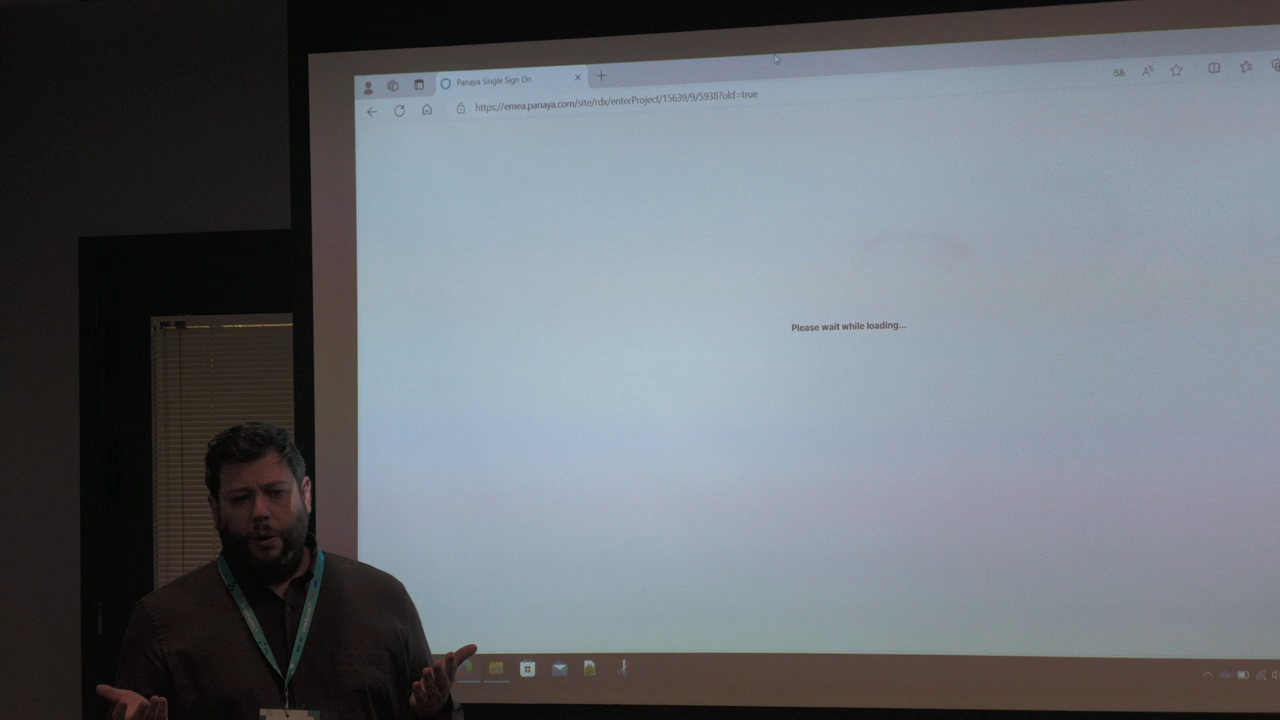 Panaya Single Sign On
https://emea.panaya.com/site/rdx/enterProject/15639/9/5938?old=true
Please wait while loading...